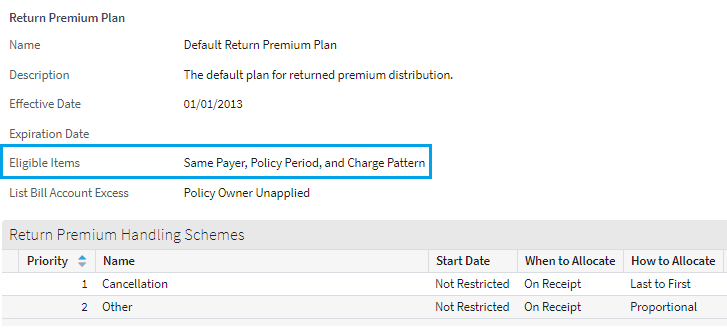 Return Premium Plan
Name Default Return Premium Plan
Description The default plan for returned premium distribution.
Effective Date 01/01/2013
Expiration Date
Eligible Items Same Payer, Policy Period, and Charge Pattern
List Bill Account Excess Policy Owner Unapplied
Return Premium Handling Schemes
Priority Name Start Date When to Allocate How to Allocate
1 Cancellation Not Restricted On Receipt Last to First
2 Other Not Restricted On Receipt Proportional